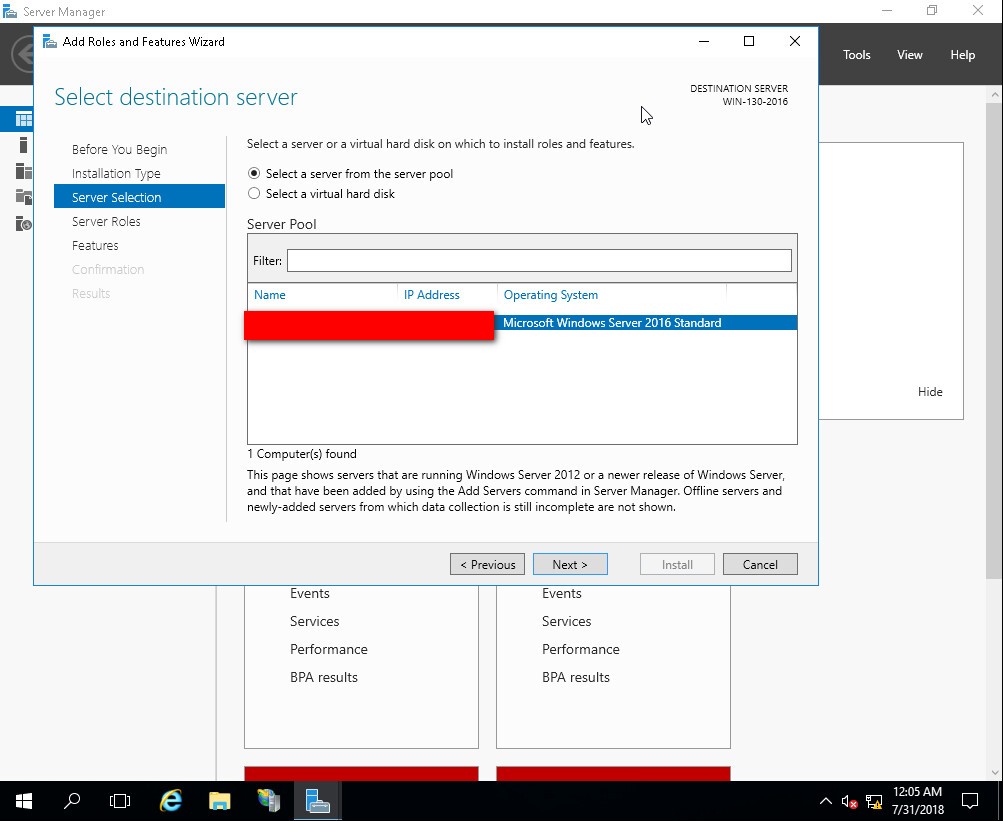 Server Manager
Add Roles and Features Wizard
Tools View Help
Select destination server
DESTINATION SERVER
WIN-130-2016
Before You Begin
Installation Type
Server Selection
Server Roles
Features
Confirmation
Results
Select a server or a virtual hard disk on which to install roles and features.
Select a server from the server pool
Select a virtual hard disk
Server Pool
Filter:
Name IP Address Operating System
Microsoft Windows Server 2016 Standard
1 Computer(s) found
This page shows servers that are running Windows Server 2012 or a newer release of Windows Server,
and that have been added by using the Add Servers command in Server Manager. Offline servers and
newly-added servers from which data collection is still incomplete are not shown.
< Previous Next > Install Cancel
Hide
Events
Services
Performance
BPA results
Events
Services
Performance
BPA results
12:05 AM
7/31/2018